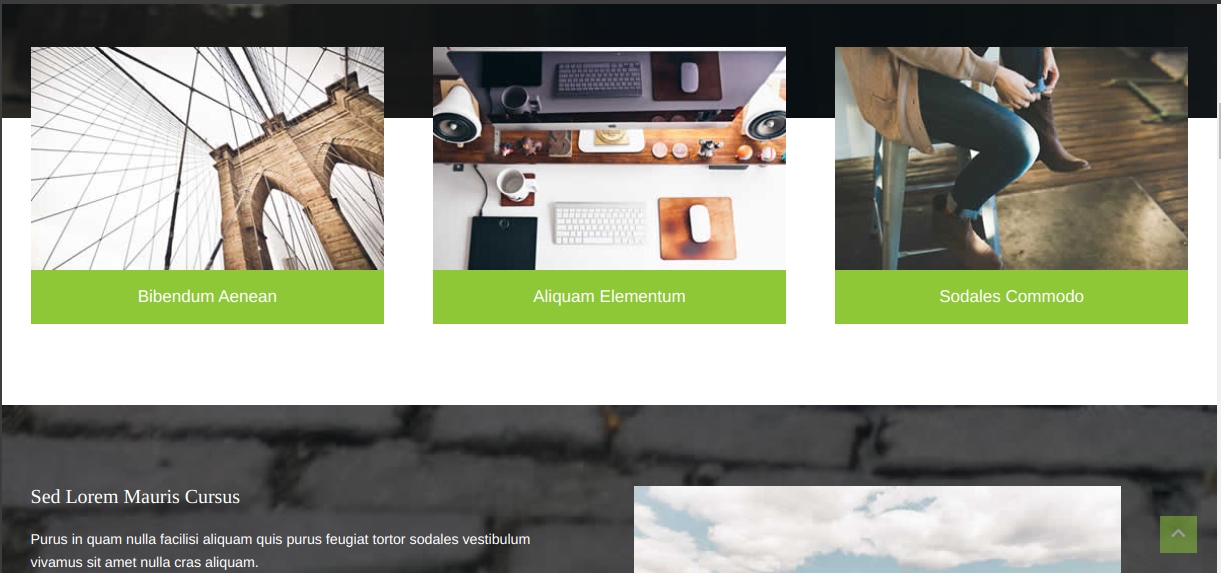 Bibendum Aenean
Aliquam Elementum
Sodales Commodo
Sed Lorem Mauris Cursus
Purus in quam nulla facilisi aliquam quis purus feugiat tortor sodales vestibulum
vivamus sit amet nulla cras aliquam.